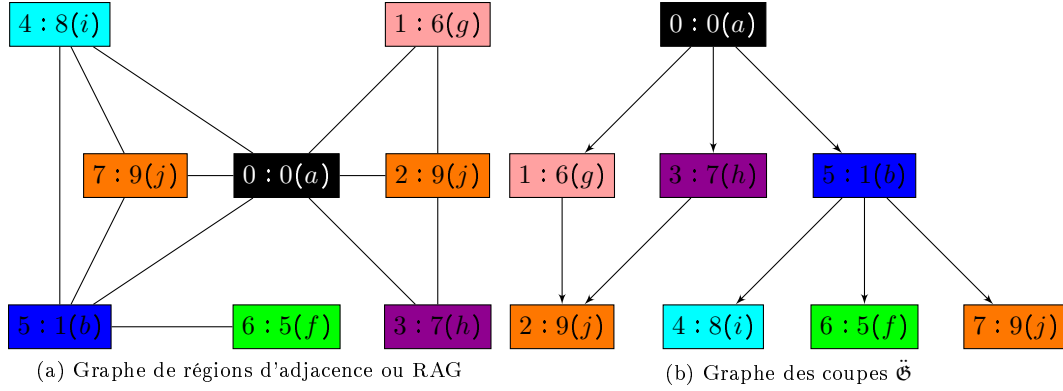 4 : 8(i)
1 : 6(g)
7 : 9(j)
0 : 0(a)
2 : 9(j)
5 : 1(b)
6 : 5(f)
3 : 7(h)
(a) Graphe de régions d'adjacence ou RAG
0 : 0(a)
1 : 6(g)
3 : 7(h)
5 : 1(b)
2 : 9(j)
4 : 8(i)
6 : 5(f)
7 : 9(j)
(b) Graphe des coupes 𝕲̈